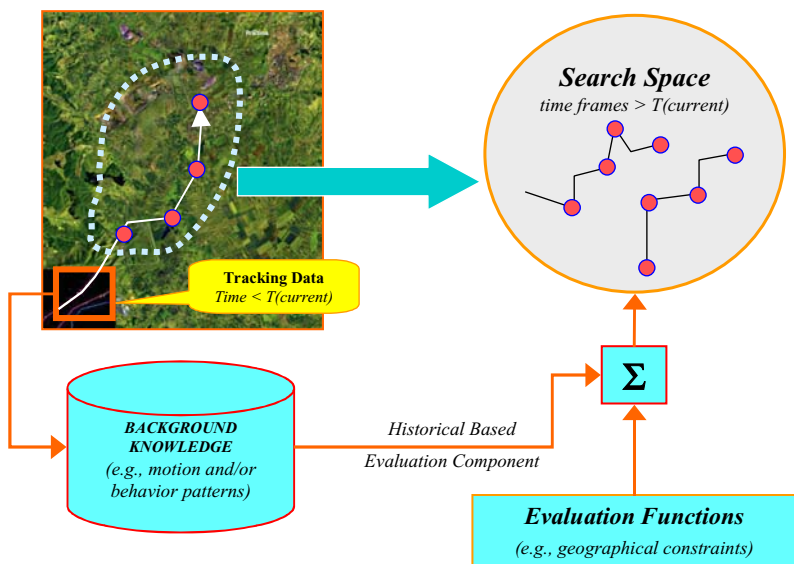 Search Space
time frames > T(current)
Tracking Data
Time < T(current)
Σ
BACKGROUND
KNOWLEDGE
(e.g., motion and/or
behavior patterns)
Historical Based
Evaluation Component
Evaluation Functions
(e.g., geographical constraints)